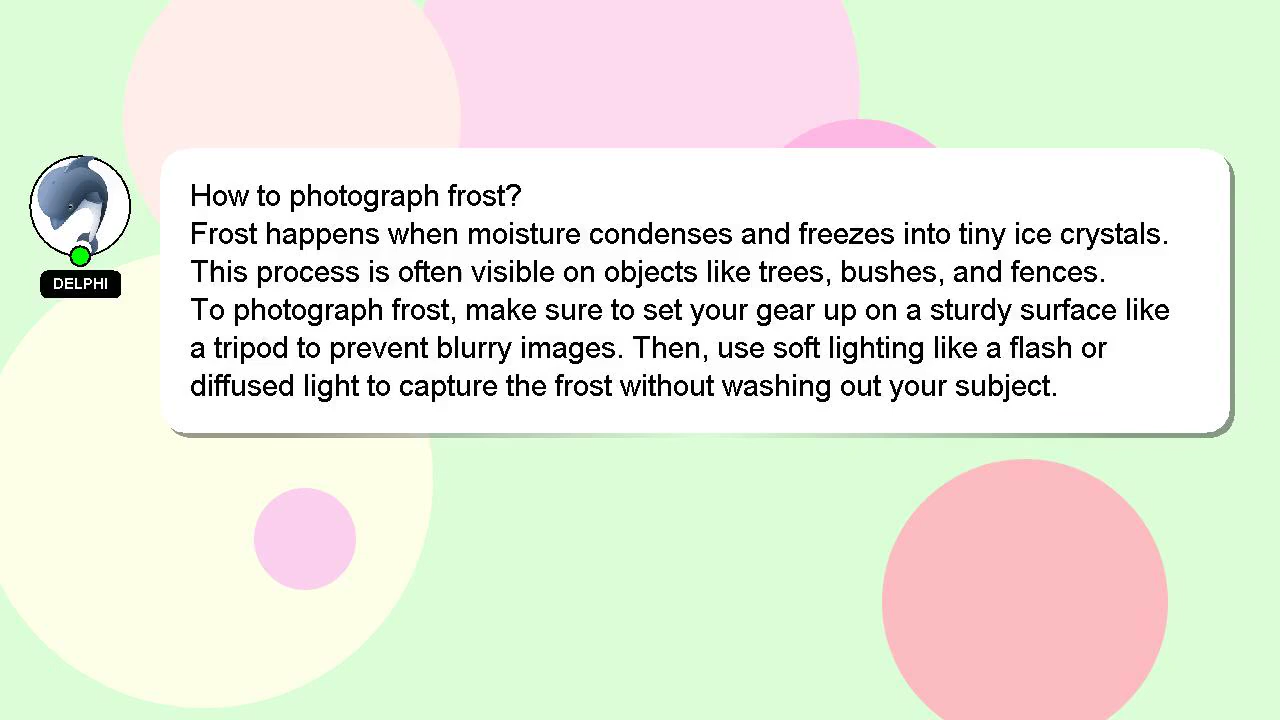 DELPHI
How to photograph frost?
Frost happens when moisture condenses and freezes into tiny ice crystals.
This process is often visible on objects like trees, bushes, and fences.
To photograph frost, make sure to set your gear up on a sturdy surface like
a tripod to prevent blurry images. Then, use soft lighting like a flash or
diffused light to capture the frost without washing out your subject.